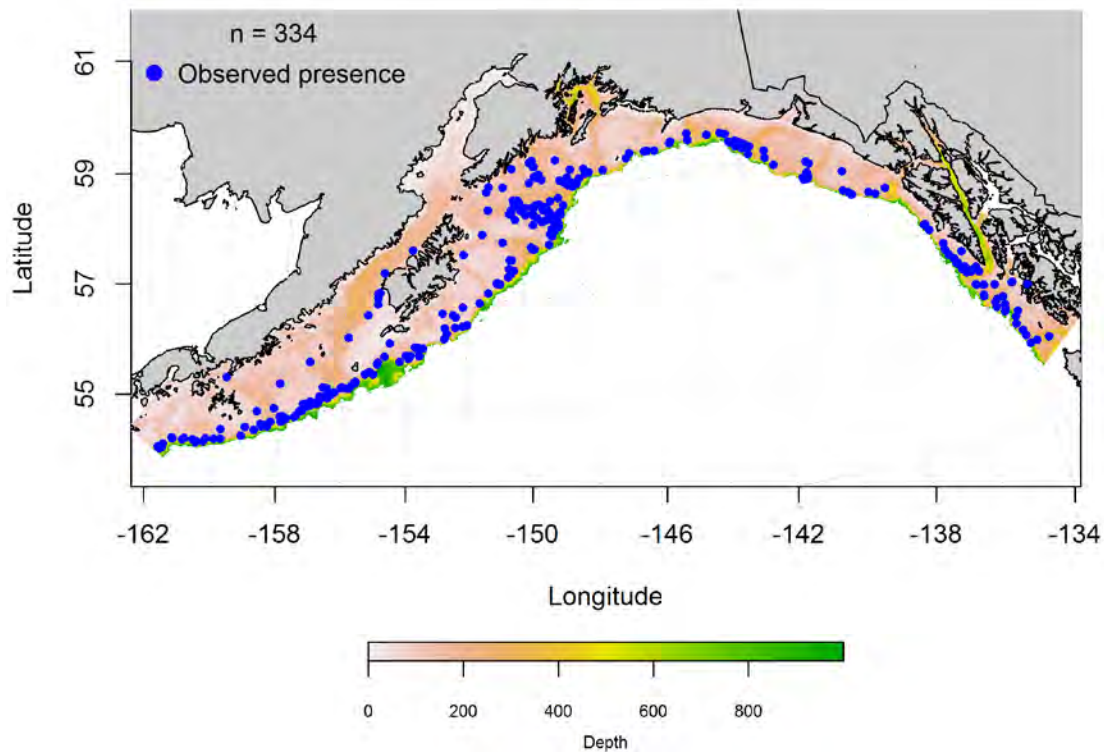 n = 334
Observed presence
61
59
57
55
Latitude
-162 -158 -154 -150 -146 -142 -138 -134
Longitude
0 200 400 600 800
Depth